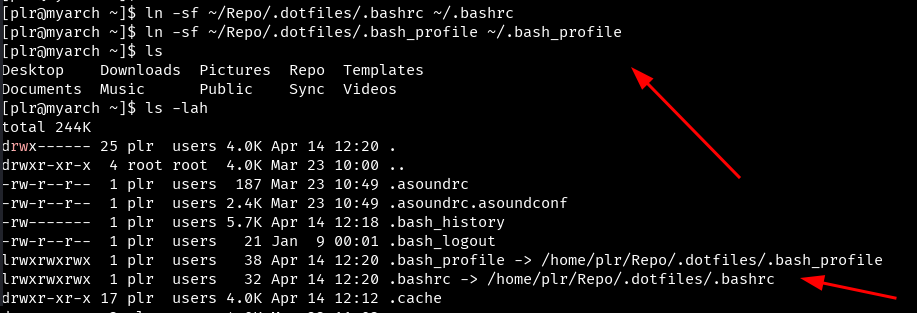 [plr@myarch ~]$ ln -sf ~/Repo/.dotfiles/.bashrc ~/.bashrc
[plr@myarch ~]$ ln -sf ~/Repo/.dotfiles/.bash_profile ~/.bash_profile
[plr@myarch ~]$ ls
Desktop    Downloads  Pictures  Repo  Templates
Documents  Music      Public    Sync  Videos
[plr@myarch ~]$ ls -lah
total 244K
drwx------ 25 plr  users 4.0K Apr 14 12:20 .
drwxr-xr-x  4 root root  4.0K Mar 23 10:00 ..
-rw-r--r--  1 plr  users  187 Mar 23 10:49 .asoundrc
-rw-r--r--  1 plr  users 2.4K Mar 23 10:49 .asoundrc.asoundconf
-rw-------  1 plr  users 5.7K Apr 14 12:18 .bash_history
-rw-r--r--  1 plr  users   21 Jan  9 00:01 .bash_logout
lrwxrwxrwx  1 plr  users   38 Apr 14 12:20 .bash_profile -> /home/plr/Repo/.dotfiles/.bash_profile
lrwxrwxrwx  1 plr  users   32 Apr 14 12:20 .bashrc -> /home/plr/Repo/.dotfiles/.bashrc
drwxr-xr-x 17 plr  users 4.0K Apr 14 12:12 .cache